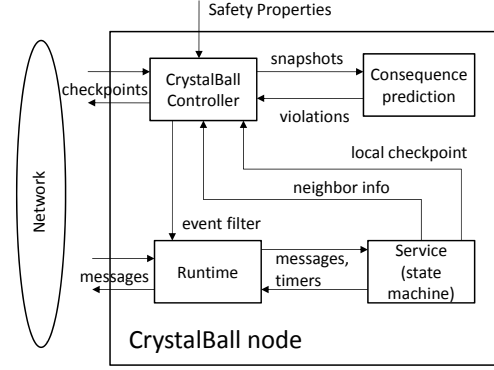 Safety Properties
CrystalBall
Controller
snapshots
Consequence
prediction
checkpoints
violations
local checkpoint
neighbor info
Network
event filter
Runtime
messages,
timers
Service
(state
machine)
messages
CrystalBall node